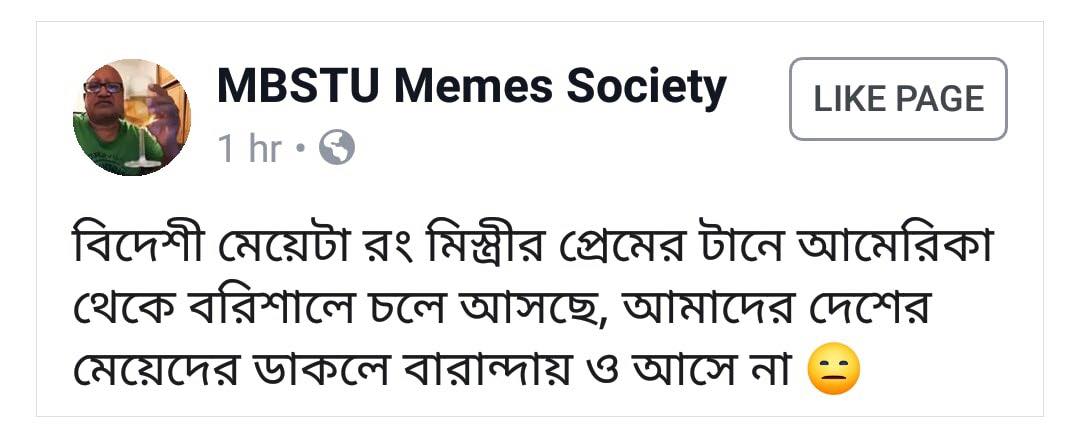 MBSTU Memes Society
LIKE PAGE
1 hr •
বিদেশী মেয়েটা রং মিস্ত্রীর প্রেমের টানে আমেরিকা
থেকে বরিশালে চলে আসছে, আমাদের দেশের
মেয়েদের ডাকলে বারান্দায় ও আসে না 😑